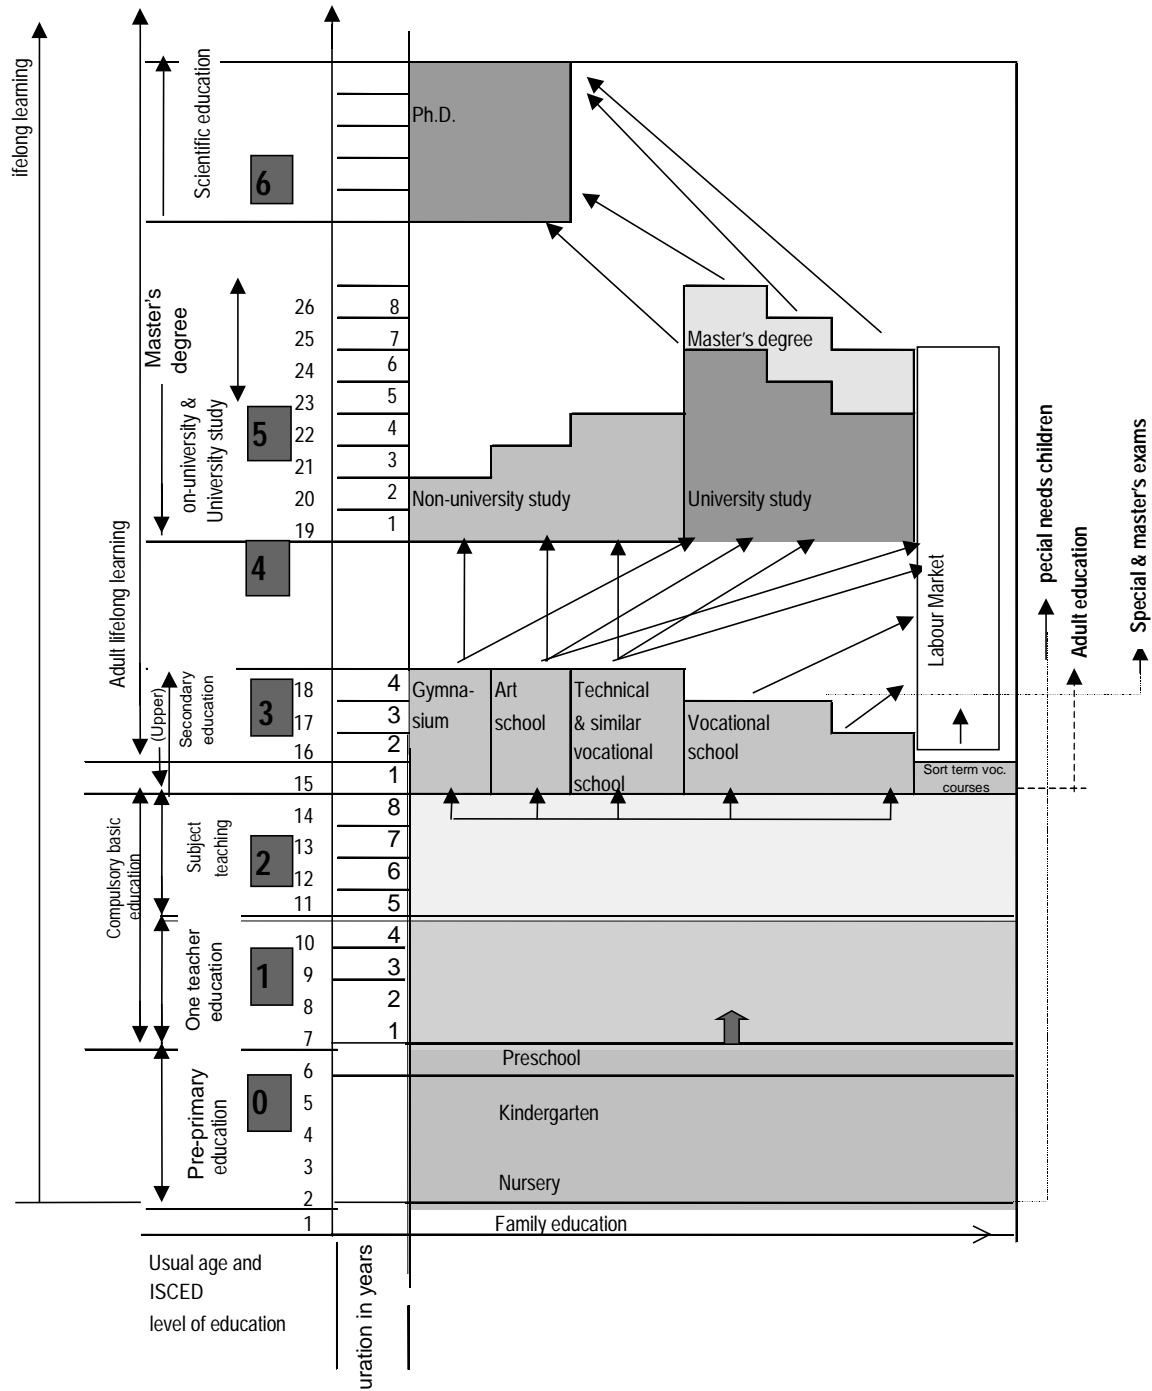 ifelong learning
Adult lifelong learning
Scientific education
6
Ph.D.
Master's
degree
on-university &
University study
5
26
25
24
23
22
21
20
19
8
7
6
5
4
3
2
1
Master's degree
Non-university study
University study
4
Labour Market
pecial needs children
Adult education
Special & master's exams
(Upper)
Secondary
education
3
18
17
16
15
4
3
2
1
Gymna-
sium
Art
school
Technical
& similar
vocational
school
Vocational
school
Sort term voc.
courses
Compulsory basic
education
Subject
teaching
2
14
13
12
11
8
7
6
5
One teacher
education
1
10
9
8
7
4
3
2
1
Pre-primary
education
0
6
5
4
3
2
1
Preschool
Kindergarten
Nursery
Family education
Usual age and
ISCED
level of education
uration in years